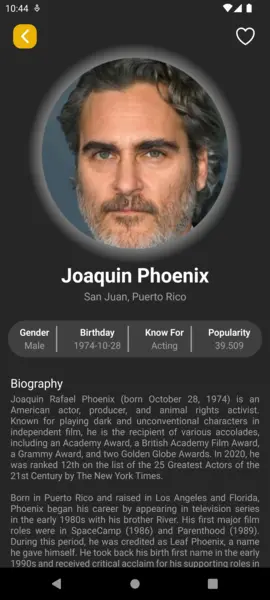 10:44
Joaquin Phoenix
San Juan, Puerto Rico
Gender Birthday Know For Popularity
Male 1974-10-28 Acting 39.509
Biography
Joaquin Rafael Phoenix (born October 28, 1974) is an
American actor, producer, and animal rights activist.
Known for playing dark and unconventional characters in
independent film, he is the recipient of various accolades,
including an Academy Award, a British Academy Film Award,
a Grammy Award, and two Golden Globe Awards. In 2020, he
was ranked 12th on the list of the 25 Greatest Actors of the
21st Century by The New York Times.
Born in Puerto Rico and raised in Los Angeles and Florida,
Phoenix began his career by appearing in television series
in the early 1980s with his brother River. His first major film
roles were in SpaceCamp (1986) and Parenthood (1989).
During this period, he was credited as Leaf Phoenix, a name
he gave himself. He took back his birth first name in the early
1990s and received critical acclaim for his supporting roles in